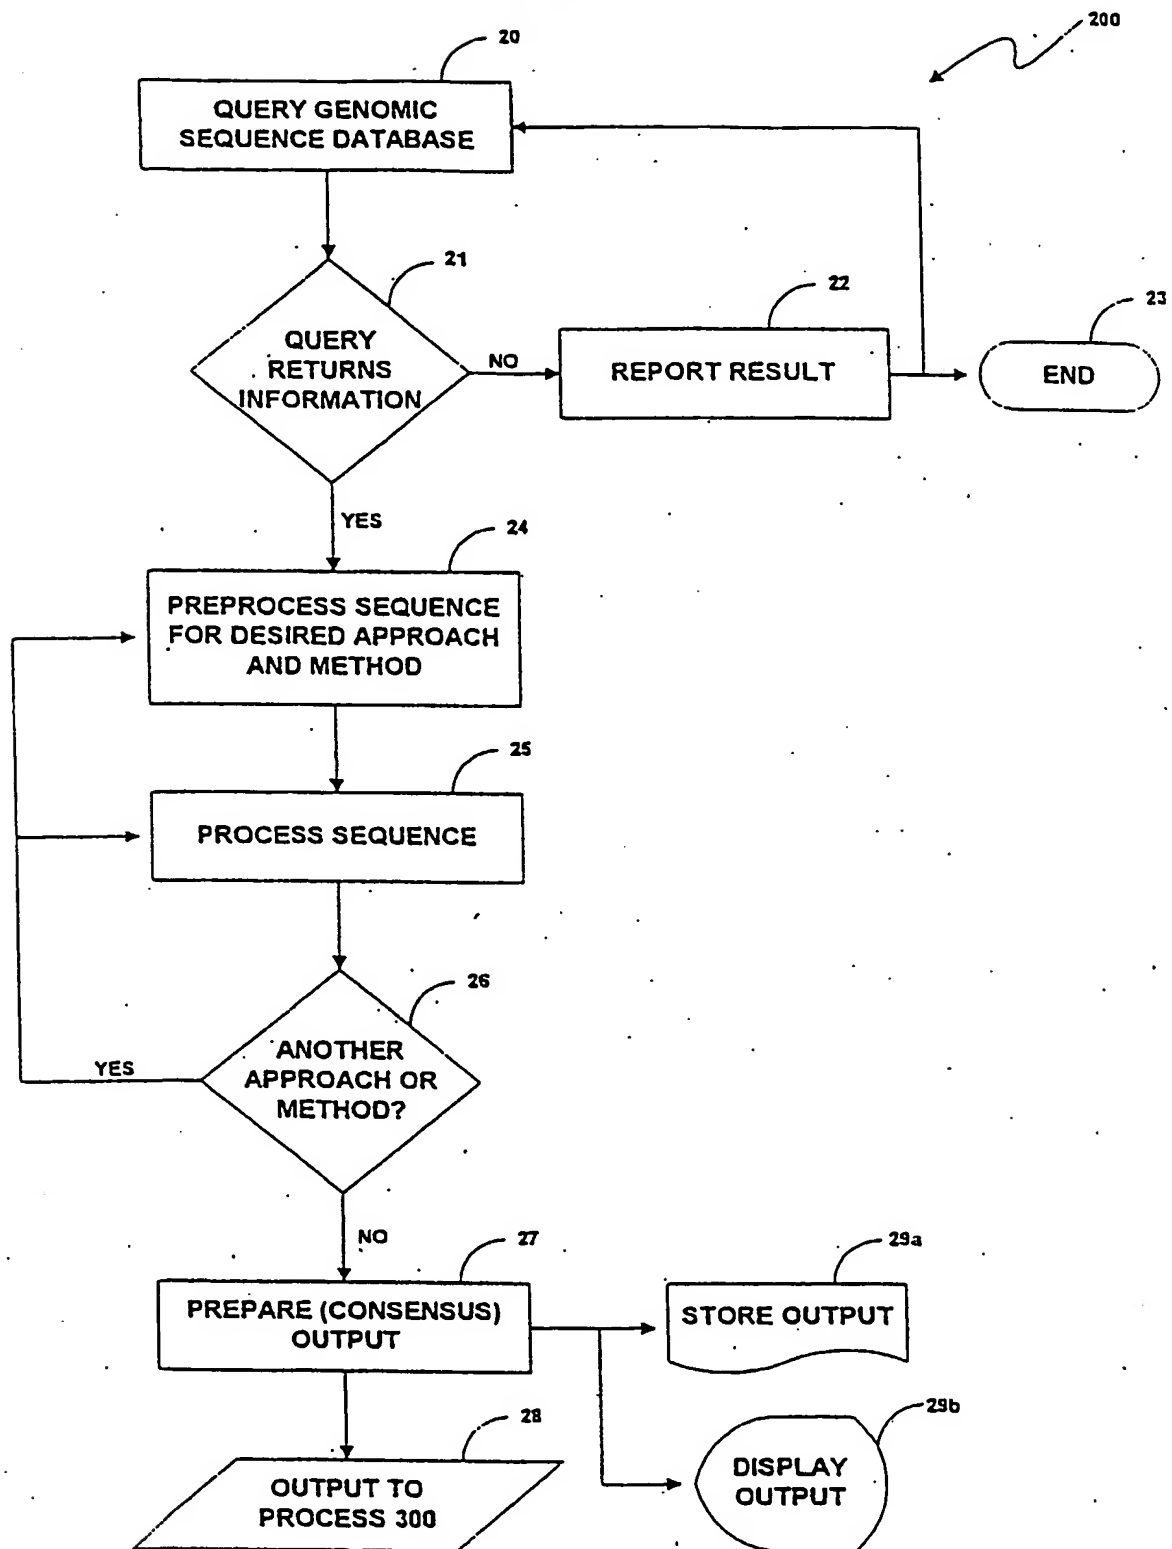 200
20
QUERY GENOMIC
SEQUENCE DATABASE
21
QUERY
RETURNS
INFORMATION
NO
22
REPORT RESULT
23
END
YES
24
PREPROCESS SEQUENCE
FOR DESIRED APPROACH
AND METHOD
25
PROCESS SEQUENCE
26
ANOTHER
APPROACH OR
METHOD?
YES
NO
27
PREPARE (CONSENSUS)
OUTPUT
29a
STORE OUTPUT
28
OUTPUT TO
PROCESS 300
29b
DISPLAY
OUTPUT